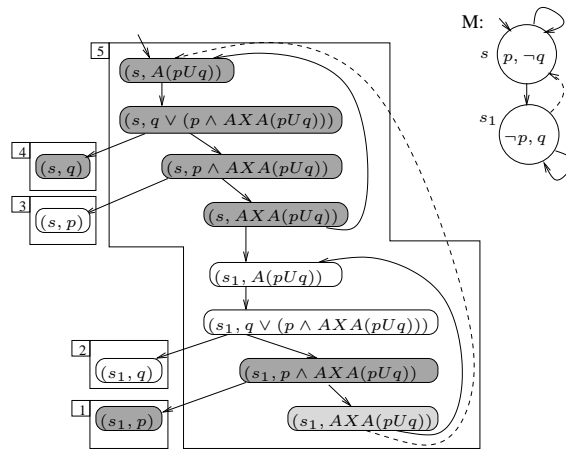 M:
5
(s, A(pUq))
s p, ¬q
(s, q ∨ (p ∧ AXA(pUq)))
s₁ ¬p, q
4
(s, q)
(s, p ∧ AXA(pUq))
3
(s, p)
(s, AXA(pUq))
(s₁, A(pUq))
(s₁, q ∨ (p ∧ AXA(pUq)))
2
(s₁, q)
(s₁, p ∧ AXA(pUq))
1
(s₁, p)
(s₁, AXA(pUq))